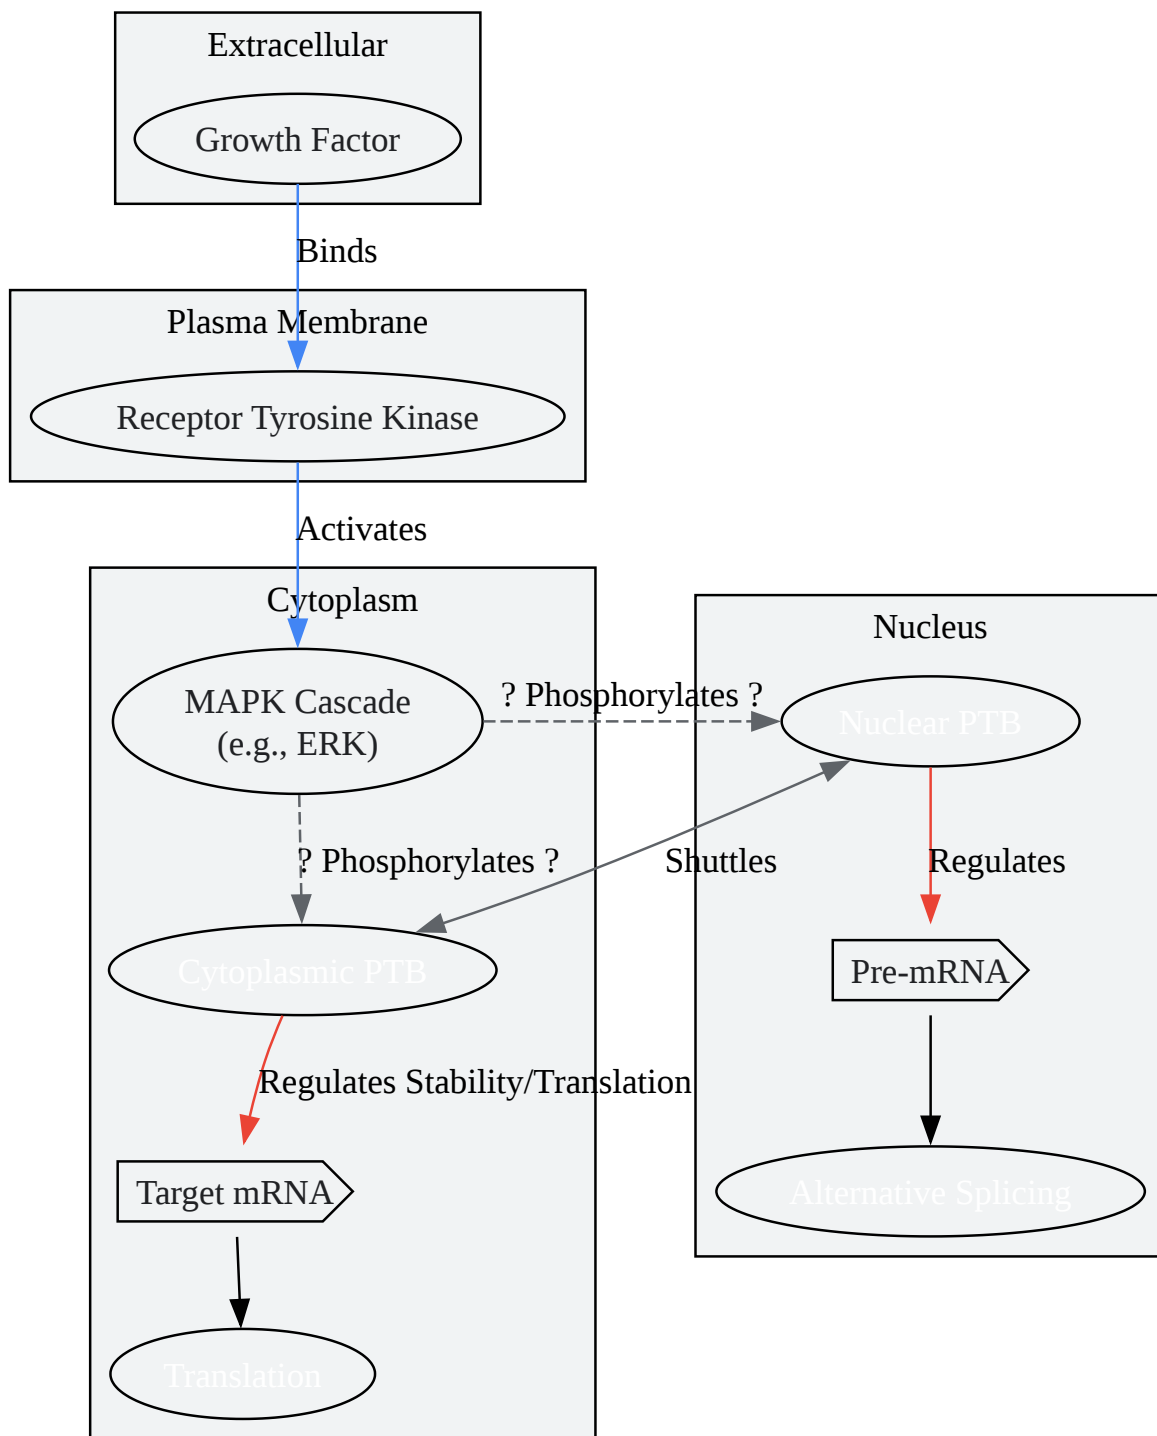 Extracellular
Growth Factor
Binds
Plasma Membrane
Receptor Tyrosine Kinase
Activates
Cytoplasm
Nucleus
MAPK Cascade
(e.g., ERK)
? Phosphorylates ?
Nuclear PTB
? Phosphorylates ?
Shuttles
Regulates
Cytoplasmic PTB
Pre-mRNA
Regulates Stability/Translation
Target mRNA
Alternative Splicing
Translation